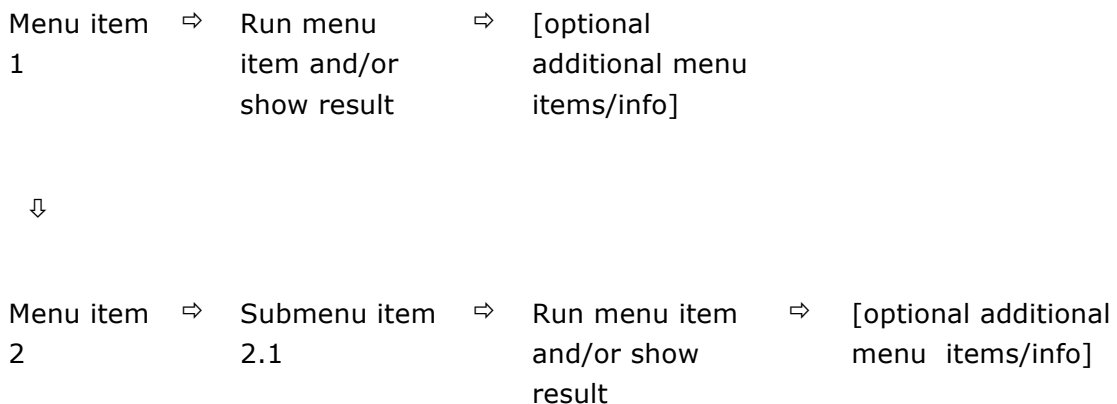 Menu item ⇨ Run menu ⇨ [optional
1 item and/or additional menu
show result items/info]
⇩
Menu item ⇨ Submenu item ⇨ Run menu item ⇨ [optional additional
2 2.1 and/or show menu items/info]
result